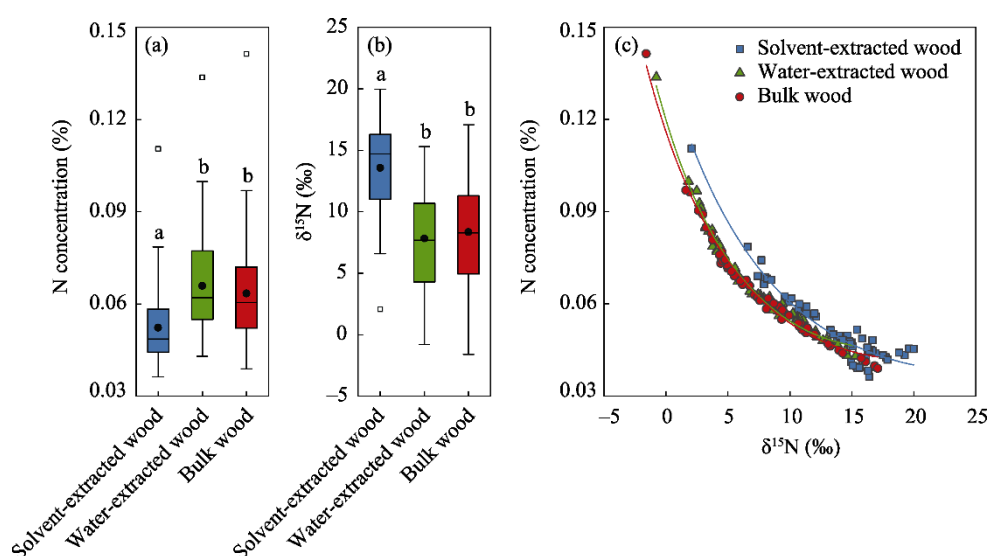 (a)
N concentration (%)
0.15
0.12
0.09
0.06
0.03
a
b
b
Solvent-extracted wood
Water-extracted wood
Bulk wood
(b)
δ¹⁵N (‰)
25
20
15
10
5
0
–5
a
b
b
Solvent-extracted wood
Water-extracted wood
Bulk wood
(c)
Solvent-extracted wood
Water-extracted wood
Bulk wood
N concentration (%)
0.15
0.12
0.09
0.06
0.03
–5 0 5 10 15 20 25
δ¹⁵N (‰)